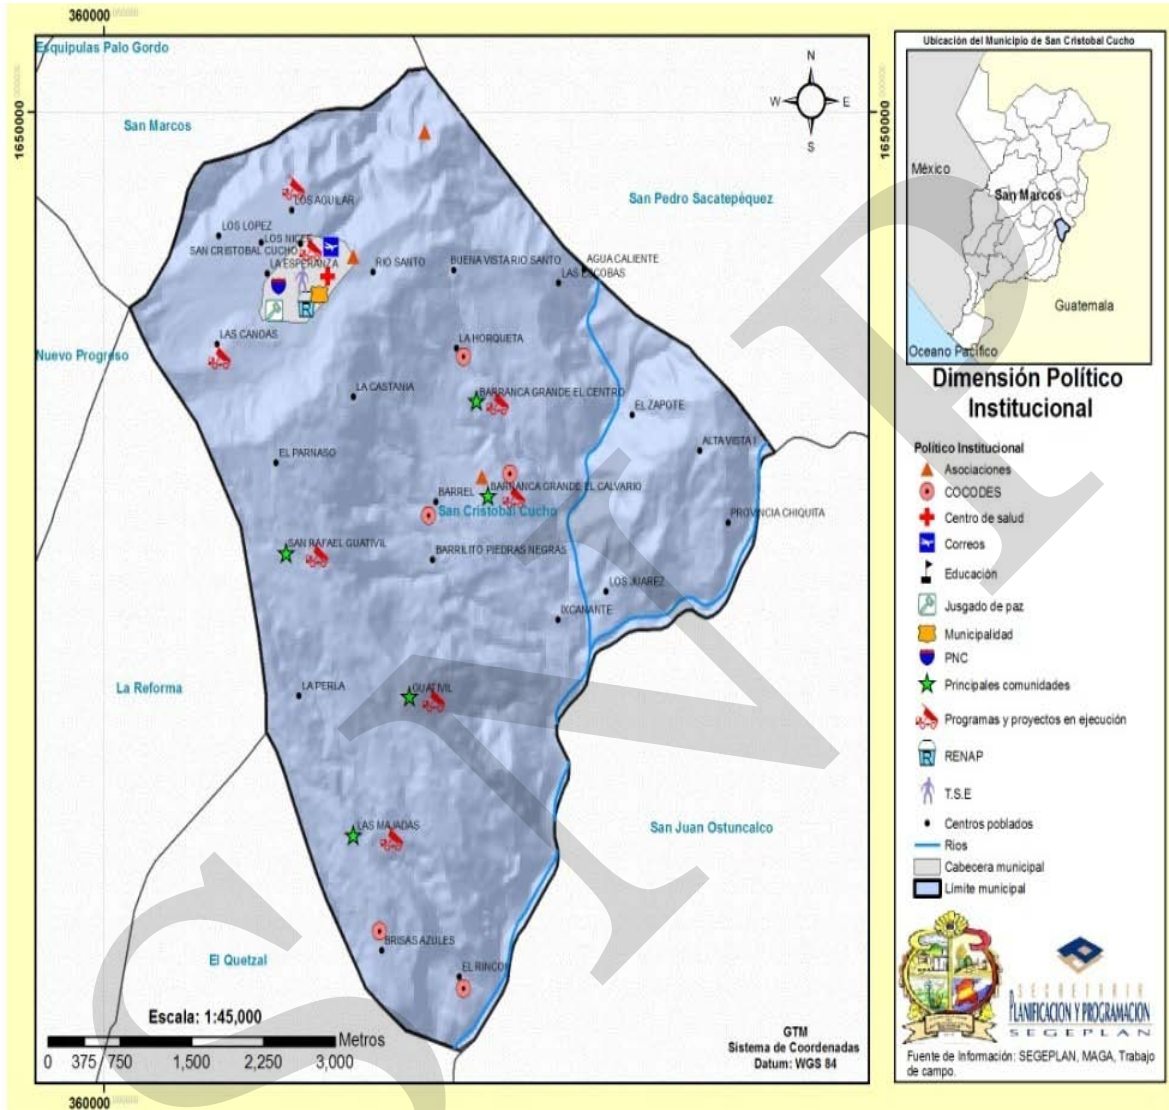 360000
Esquipulas Palo Gordo
1650000
1650000
N
W
E
S
San Marcos
San Pedro Sacatepéquez
LOS AGUILAR
LOS LOPEZ
SAN CRISTOBAL CUCHO
LA ESPERANZA
RIO SANTO
BUENA VISTA RIO SANTO
AGUA CALIENTE
LAS ESCOBAS
LAS CANOAS
Nuevo Progreso
LA HORQUETA
LA CASTANIA
BARRANCA GRANDE EL CENTRO
EL ZAPOTE
ALTA VISTA I
EL PARNASO
BARREL
BARRANCA GRANDE EL CALVARIO
San Cristobal Cucho
PROVINCIA CHIQUITA
SAN RAFAEL GUATIVIL
BARRILITO PIEDRAS NEGRAS
LOS JUAREZ
IXCANANTE
La Reforma
LA PERLA
GUATIVIL
LAS MAJADAS
San Juan Ostuncalco
El Quetzal
BRISAS AZULES
EL RINCON
Escala: 1:45,000
Metros
0 375 750 1,500 2,250 3,000
GTM
Sistema de Coordenadas
Datum: WGS 84
360000
Ubicación del Municipio de San Cristobal Cucho
México
San Marcos
Guatemala
Oceano Pacífico
Dimensión Político
Institucional
Político Institucional
Asociaciones
COCODES
Centro de salud
Correos
Educación
Jusgado de paz
Municipalidad
PNC
Principales comunidades
Programas y proyectos en ejecución
R
RENAP
T.S.E
Centros poblados
Rios
Cabecera municipal
Límite municipal
SECRETARIA
PLANIFICACION Y PROGRAMACION
SEGEPLAN
Fuente de Información: SEGEPLAN, MAGA, Trabajo
de campo.